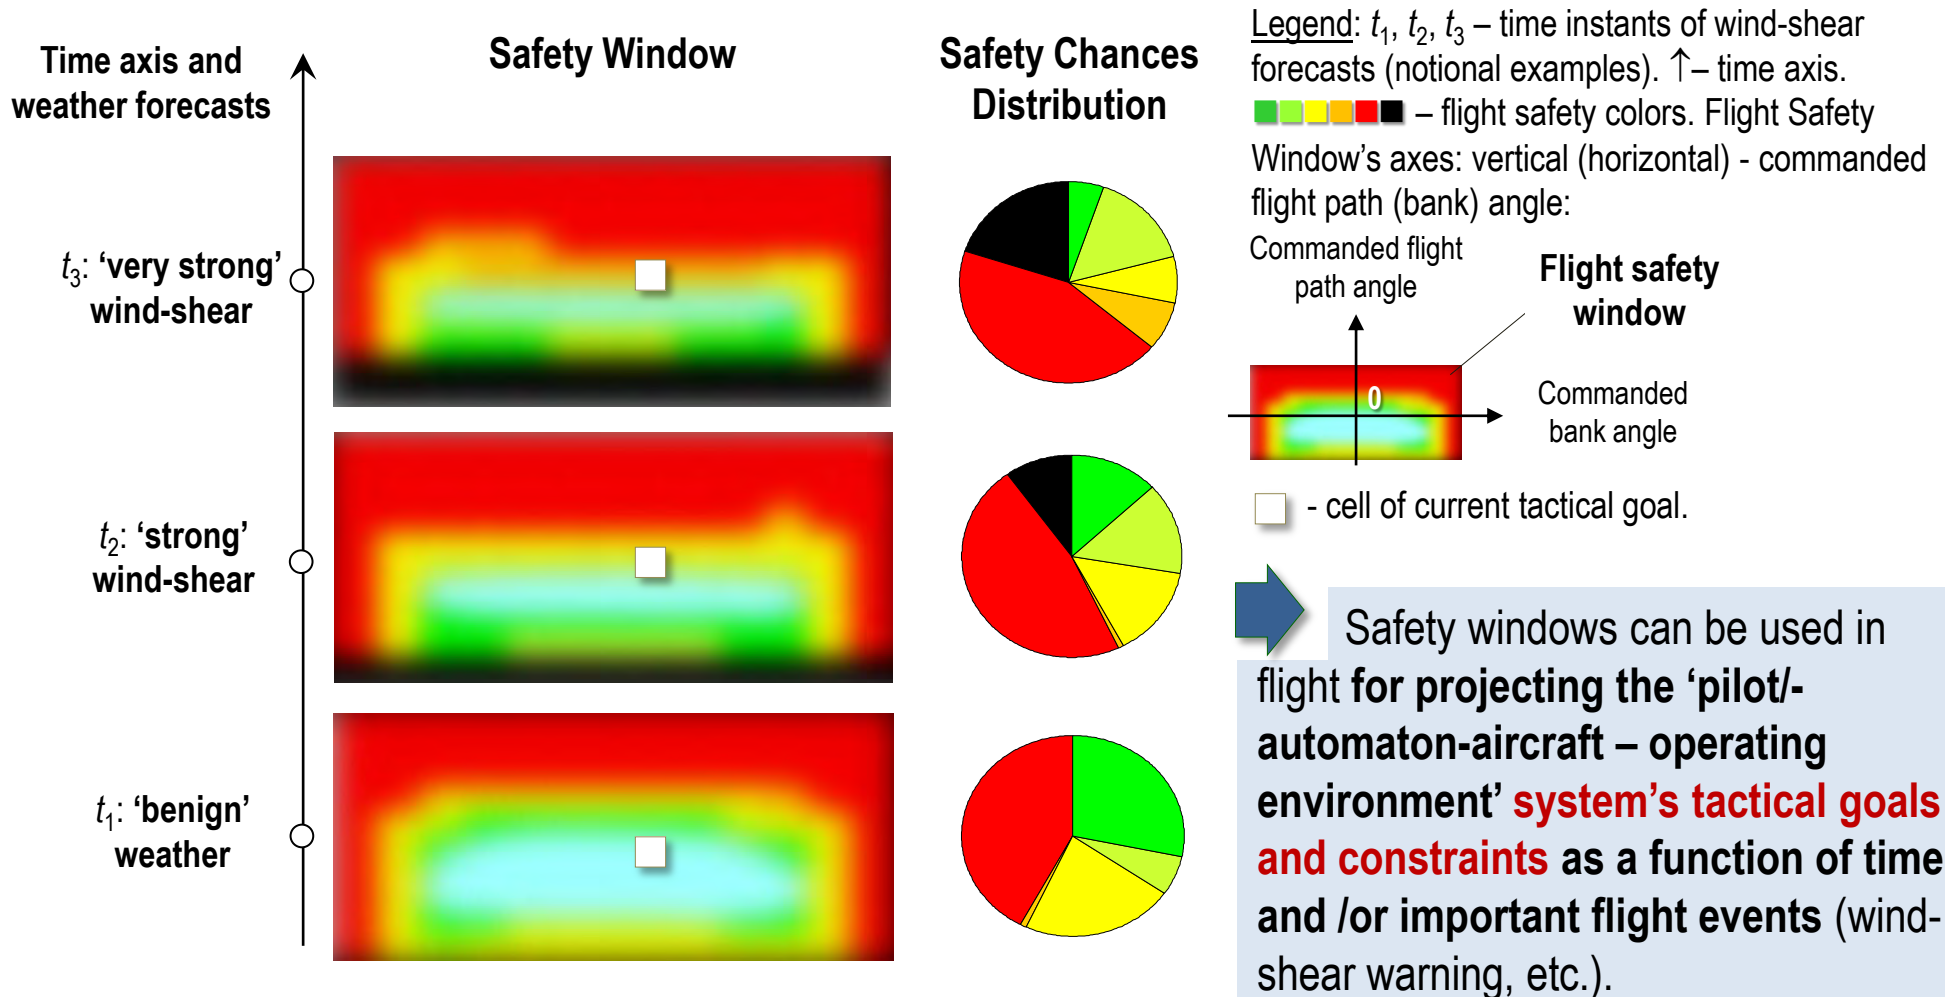 Time axis and
weather forecasts
Safety Window
Safety Chances
Distribution
t₃: ‘very strong’
wind-shear
t₂: ‘strong’
wind-shear
t₁: ‘benign’
weather
Legend: t₁, t₂, t₃ – time instants of wind-shear
forecasts (notional examples). ↑– time axis.
– flight safety colors. Flight Safety
Window’s axes: vertical (horizontal) - commanded
flight path (bank) angle:
Commanded flight
path angle
Flight safety
window
0
Commanded
bank angle
- cell of current tactical goal.
Safety windows can be used in
flight for projecting the ‘pilot/-
automaton-aircraft – operating
environment’ system’s tactical goals
and constraints as a function of time
and /or important flight events (wind-
shear warning, etc.).